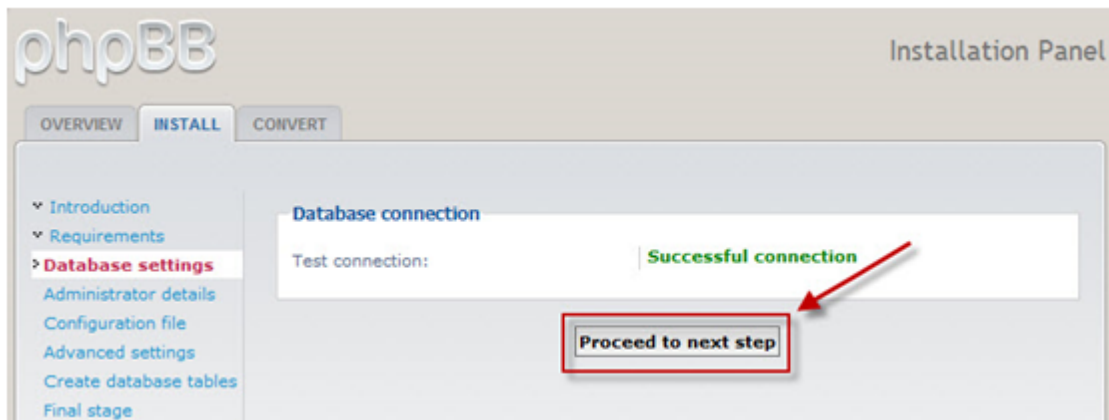 phpBB
Installation Panel
OVERVIEW INSTALL CONVERT
Introduction
Requirements
Database settings
Administrator details
Configuration file
Advanced settings
Create database tables
Final stage
Database connection
Test connection: Successful connection
Proceed to next step